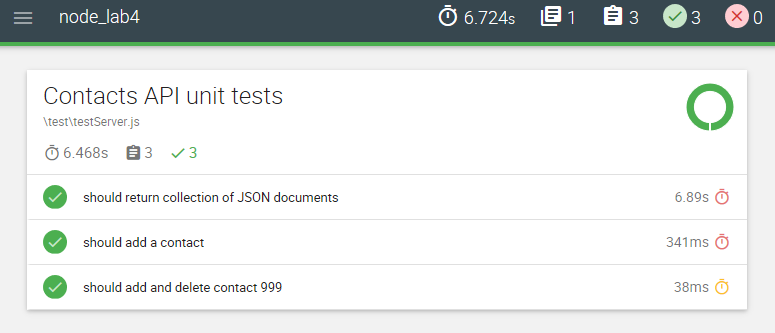 node_lab4 6.724s 1 3 3 0
Contacts API unit tests
\test\testServer.js
6.468s 3 3
should return collection of JSON documents 6.89s
should add a contact 341ms
should add and delete contact 999 38ms